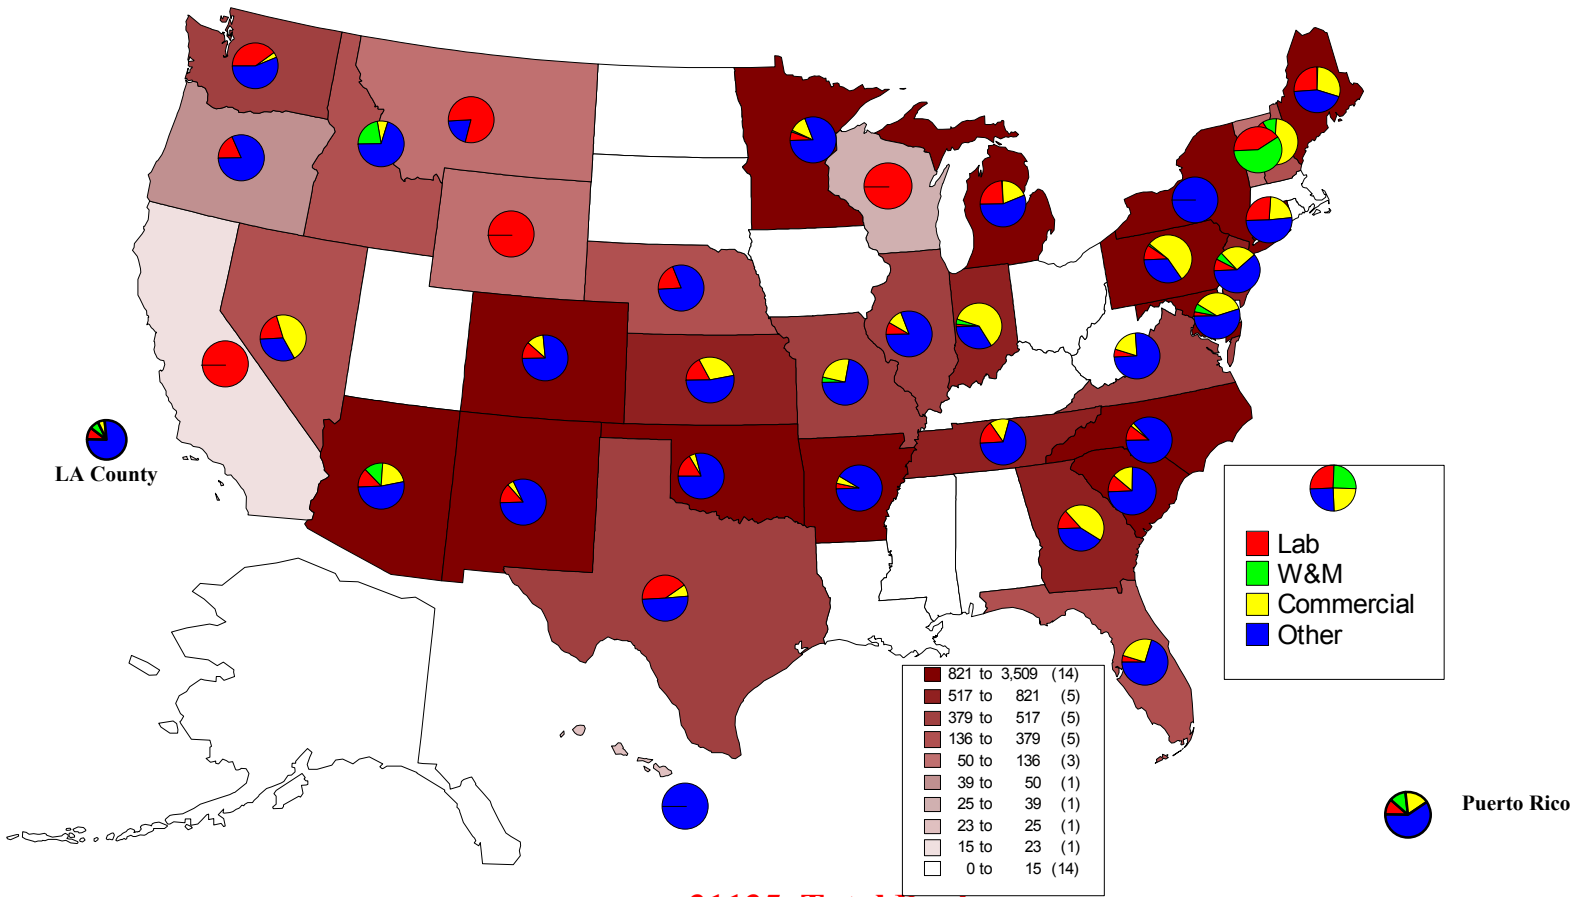 LA County
Lab
W&M
Commercial
Other
821 to 3,509 (14)
517 to 821 (5)
379 to 517 (5)
136 to 379 (5)
50 to 136 (3)
39 to 50 (1)
25 to 39 (1)
23 to 25 (1)
15 to 23 (1)
0 to 15 (14)
Puerto Rico